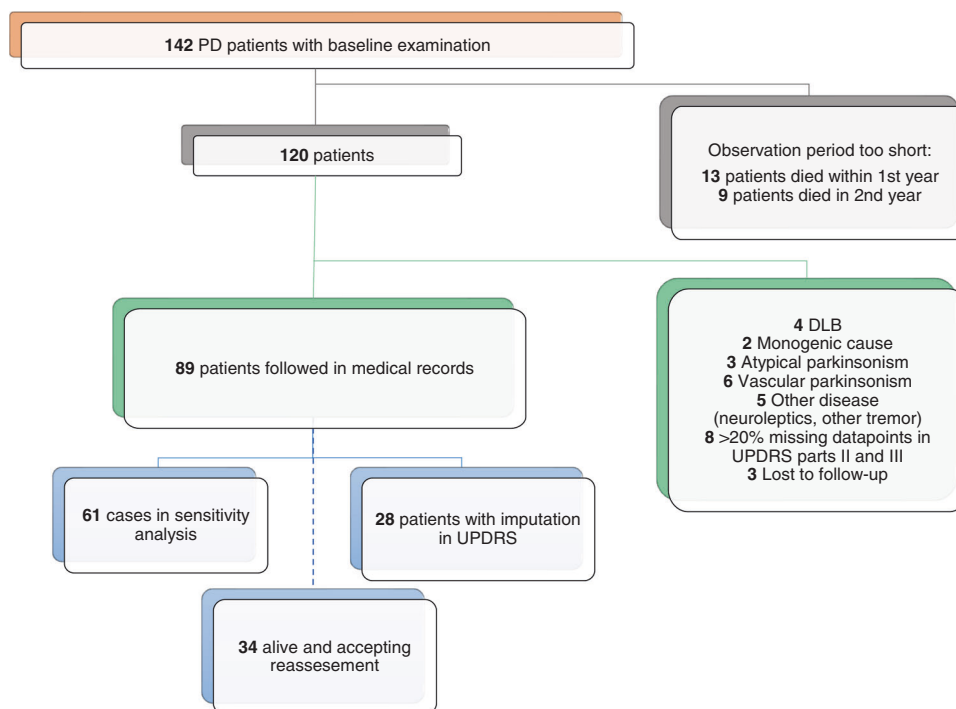 142 PD patients with baseline examination
120 patients
Observation period too short:
13 patients died within 1st year
9 patients died in 2nd year
89 patients followed in medical records
4 DLB
2 Monogenic cause
3 Atypical parkinsonism
6 Vascular parkinsonism
5 Other disease
(neuroleptics, other tremor)
8 >20% missing datapoints in
UPDRS parts II and III
3 Lost to follow-up
61 cases in sensitivity
analysis
28 patients with imputation
in UPDRS
34 alive and accepting
reassesement